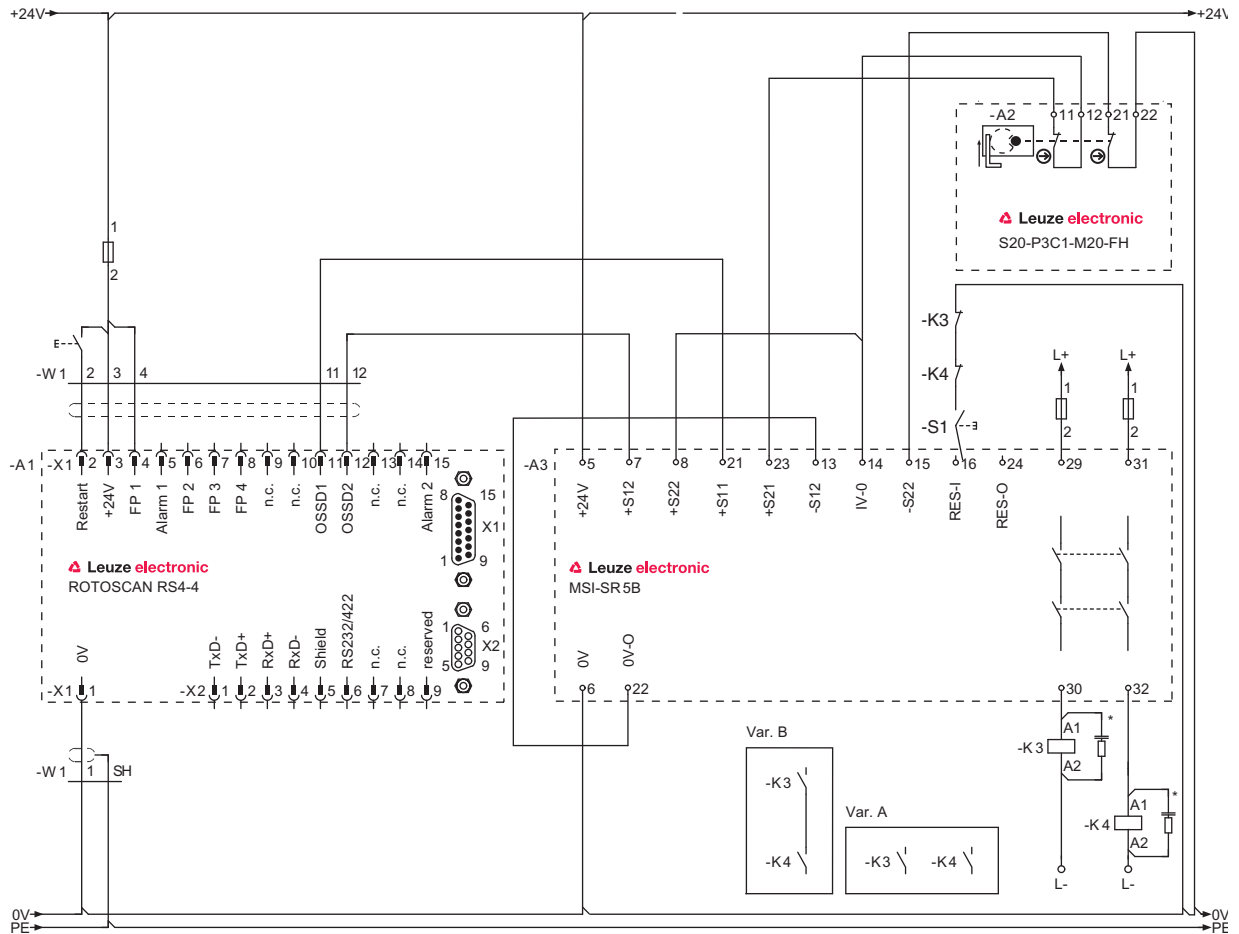 +24V
+24V
-A2
11 12 21 22
Leuze electronic
S20-P3C1-M20-FH
1
2
-K3
-K4
-S1
L+ L+
1 1
2 2
E
-W1 2 3 4 11 12
-A1 -X1 2 3 4 5 6 7 8 9 10 11 12 13 14 15
Restart
+24V
FP 1
Alarm 1
FP 2
FP 3
FP 4
n.c.
n.c.
OSSD1
OSSD2
n.c.
n.c.
Alarm 2
8 15
X1
1 9
Leuze electronic
ROTOSCAN RS4-4
1 6
X2
5 9
0V
TxD-
TxD+
RxD+
RxD-
Shield
RS232/422
n.c.
n.c.
reserved
-X1 1
-X2 1 2 3 4 5 6 7 8 9
-W1 1 SH
-A3 5 7 8 21 23 13 14 15 16 24 29 31
+24V
+S12
+S22
+S11
+S21
-S12
IV-0
-S22
RES-I
RES-O
Leuze electronic
MSI-SR5B
0V
0V-O
6 22 30 32
Var. B
-K3
-K4
Var. A
-K3 -K4
A1 *
-K3
A2
A1 *
-K4
A2
L- L-
0V 0V
PE PE